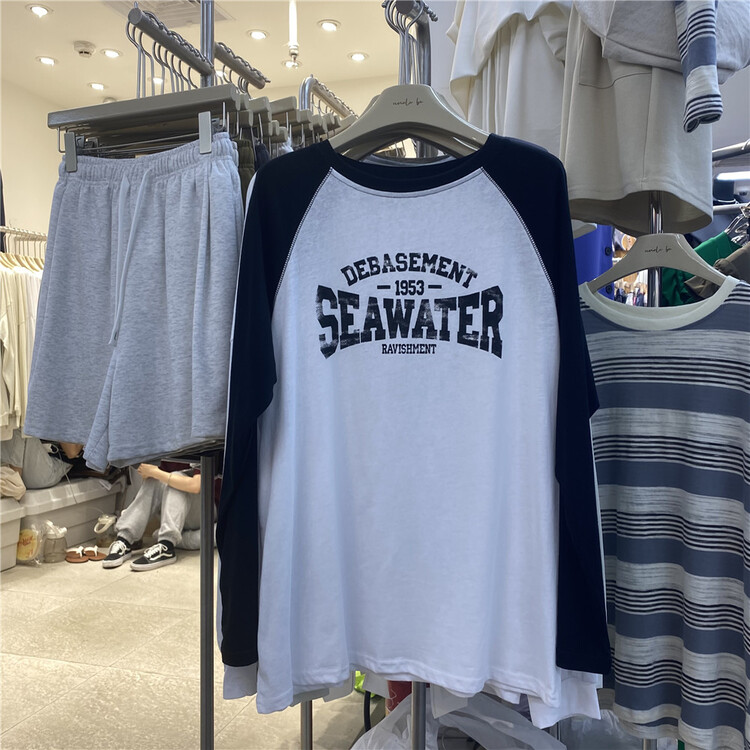 DEBASEMENT
- 1953 -
SEAWATER
RAVISHMENT